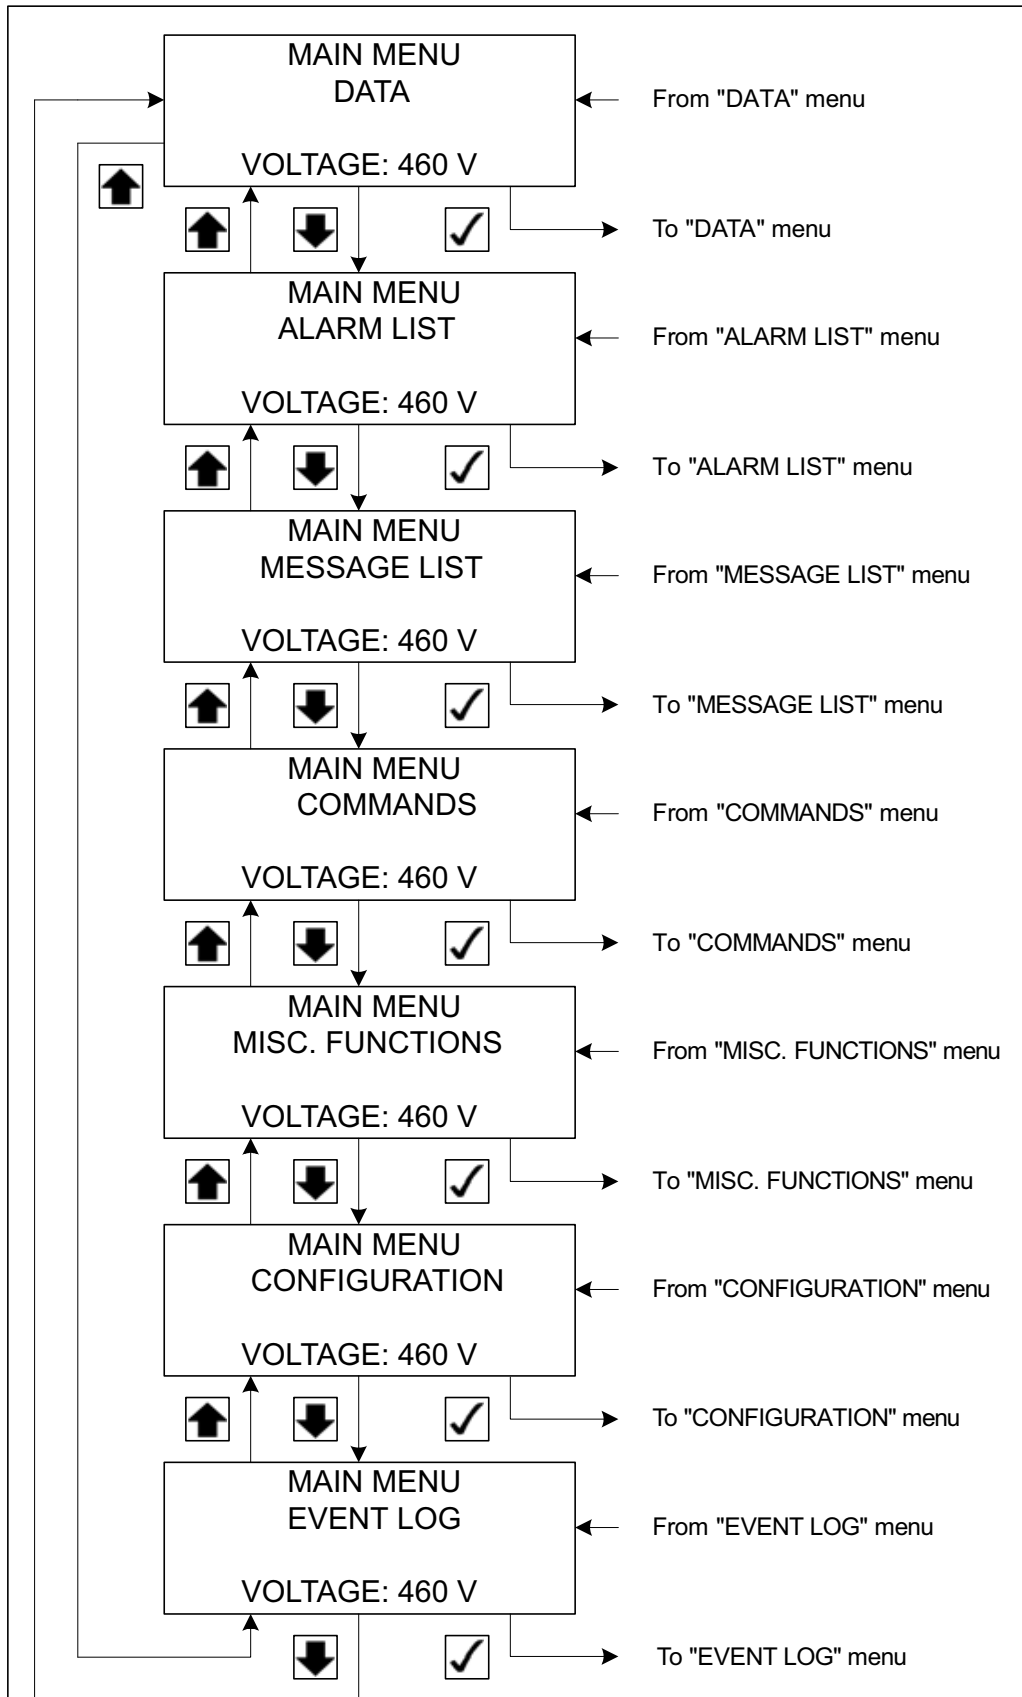 MAIN MENU
DATA
VOLTAGE: 460 V
From "DATA" menu
To "DATA" menu
MAIN MENU
ALARM LIST
VOLTAGE: 460 V
From "ALARM LIST" menu
To "ALARM LIST" menu
MAIN MENU
MESSAGE LIST
VOLTAGE: 460 V
From "MESSAGE LIST" menu
To "MESSAGE LIST" menu
MAIN MENU
COMMANDS
VOLTAGE: 460 V
From "COMMANDS" menu
To "COMMANDS" menu
MAIN MENU
MISC. FUNCTIONS
VOLTAGE: 460 V
From "MISC. FUNCTIONS" menu
To "MISC. FUNCTIONS" menu
MAIN MENU
CONFIGURATION
VOLTAGE: 460 V
From "CONFIGURATION" menu
To "CONFIGURATION" menu
MAIN MENU
EVENT LOG
VOLTAGE: 460 V
From "EVENT LOG" menu
To "EVENT LOG" menu